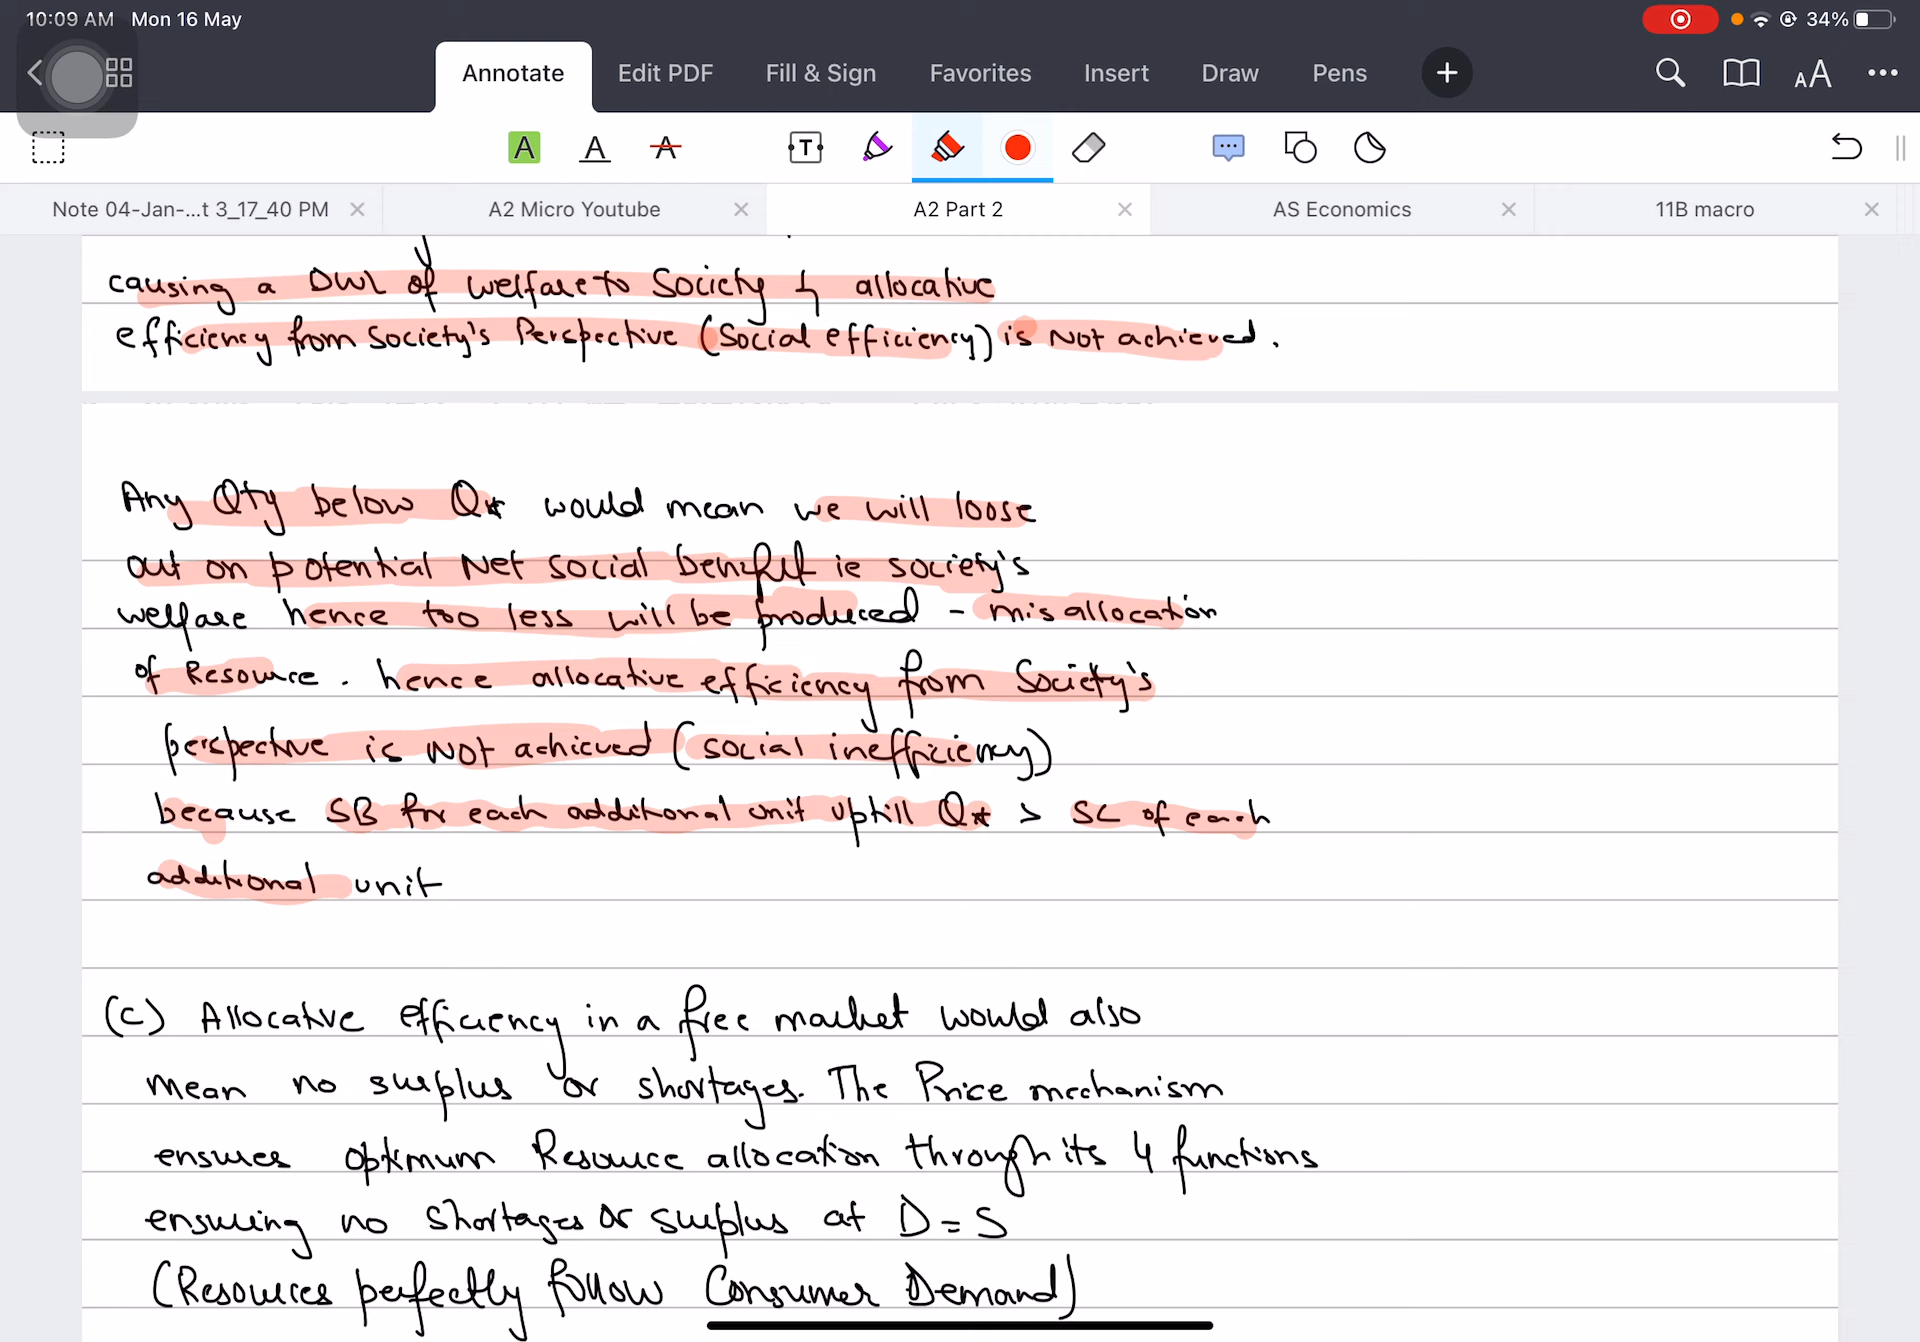 10:09 AM Mon 16 May 34%
Annotate Edit PDF Fill & Sign Favorites Insert Draw Pens
Note 04-Jan-...t 3_17_40 PM A2 Micro Youtube A2 Part 2 AS Economics 11B macro
causing a DWL of welfare to Society & allocative
efficiency from Society's Perspective (Social efficiency) is Not achieved.
Any Qty below Q* would mean we will loose
out on potential Net social benefit ie society's
welfare hence too less will be produced - misallocation
of Resource. hence allocative efficiency from Society's
perspective is Not achieved (social inefficiency)
because SB for each additional unit uptill Q* > SC of each
additional unit
(c) Allocative efficiency in a free market would also
mean no surplus or shortages. The Price mechanism
ensures optimum Resource allocation through its 4 functions
ensuring no shortages or surplus at D = S
(Resources perfectly follow Consumer Demand)